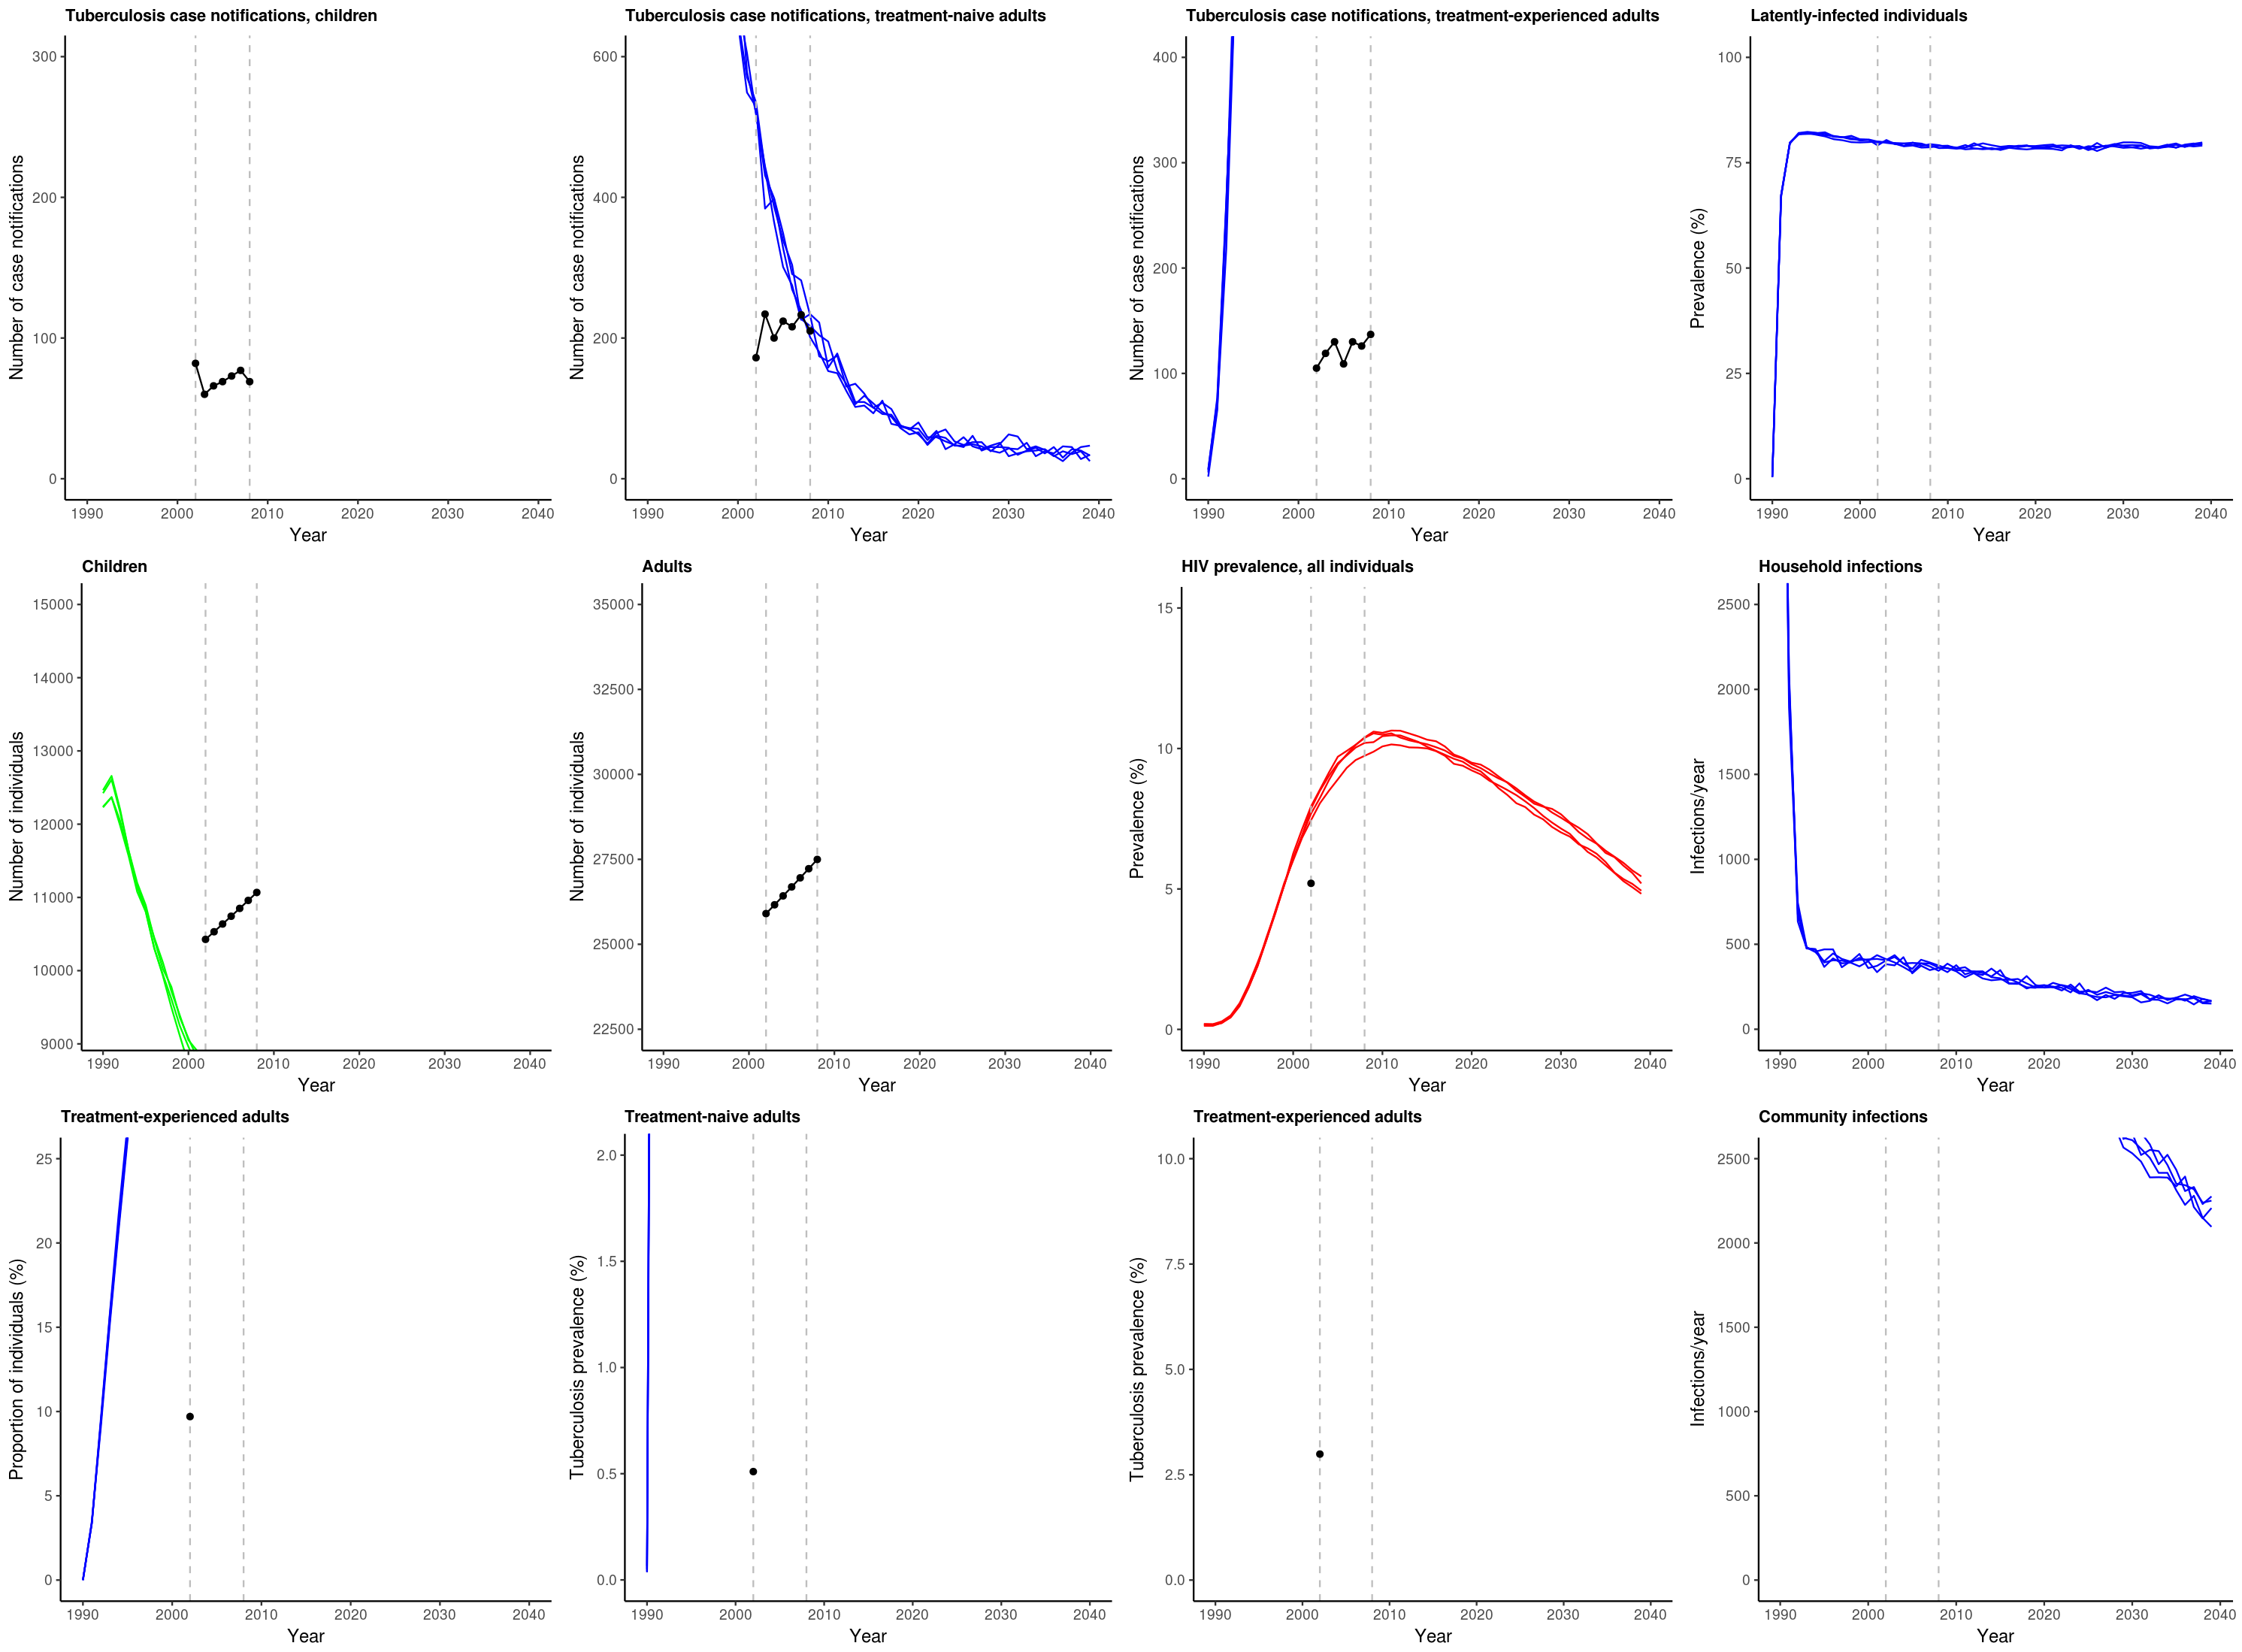 Tuberculosis case notifications, children
Number of case notifications
300
200
100
0
1990 2000 2010 2020 2030 2040
Year
Tuberculosis case notifications, treatment-naive adults
Number of case notifications
600
400
200
0
1990 2000 2010 2020 2030 2040
Year
Tuberculosis case notifications, treatment-experienced adults
Number of case notifications
400
300
200
100
0
1990 2000 2010 2020 2030 2040
Year
Latently-infected individuals
Prevalence (%)
100
75
50
25
0
1990 2000 2010 2020 2030 2040
Year
Children
Number of individuals
15000
14000
13000
12000
11000
10000
9000
1990 2000 2010 2020 2030 2040
Year
Adults
Number of individuals
35000
32500
30000
27500
25000
22500
1990 2000 2010 2020 2030 2040
Year
HIV prevalence, all individuals
Prevalence (%)
15
10
5
0
1990 2000 2010 2020 2030 2040
Year
Household infections
Infections/year
2500
2000
1500
1000
500
0
1990 2000 2010 2020 2030 2040
Year
Treatment-experienced adults
Proportion of individuals (%)
25
20
15
10
5
0
1990 2000 2010 2020 2030 2040
Year
Treatment-naive adults
Tuberculosis prevalence (%)
2.0
1.5
1.0
0.5
0.0
1990 2000 2010 2020 2030 2040
Year
Treatment-experienced adults
Tuberculosis prevalence (%)
10.0
7.5
5.0
2.5
0.0
1990 2000 2010 2020 2030 2040
Year
Community infections
Infections/year
2500
2000
1500
1000
500
0
1990 2000 2010 2020 2030 2040
Year